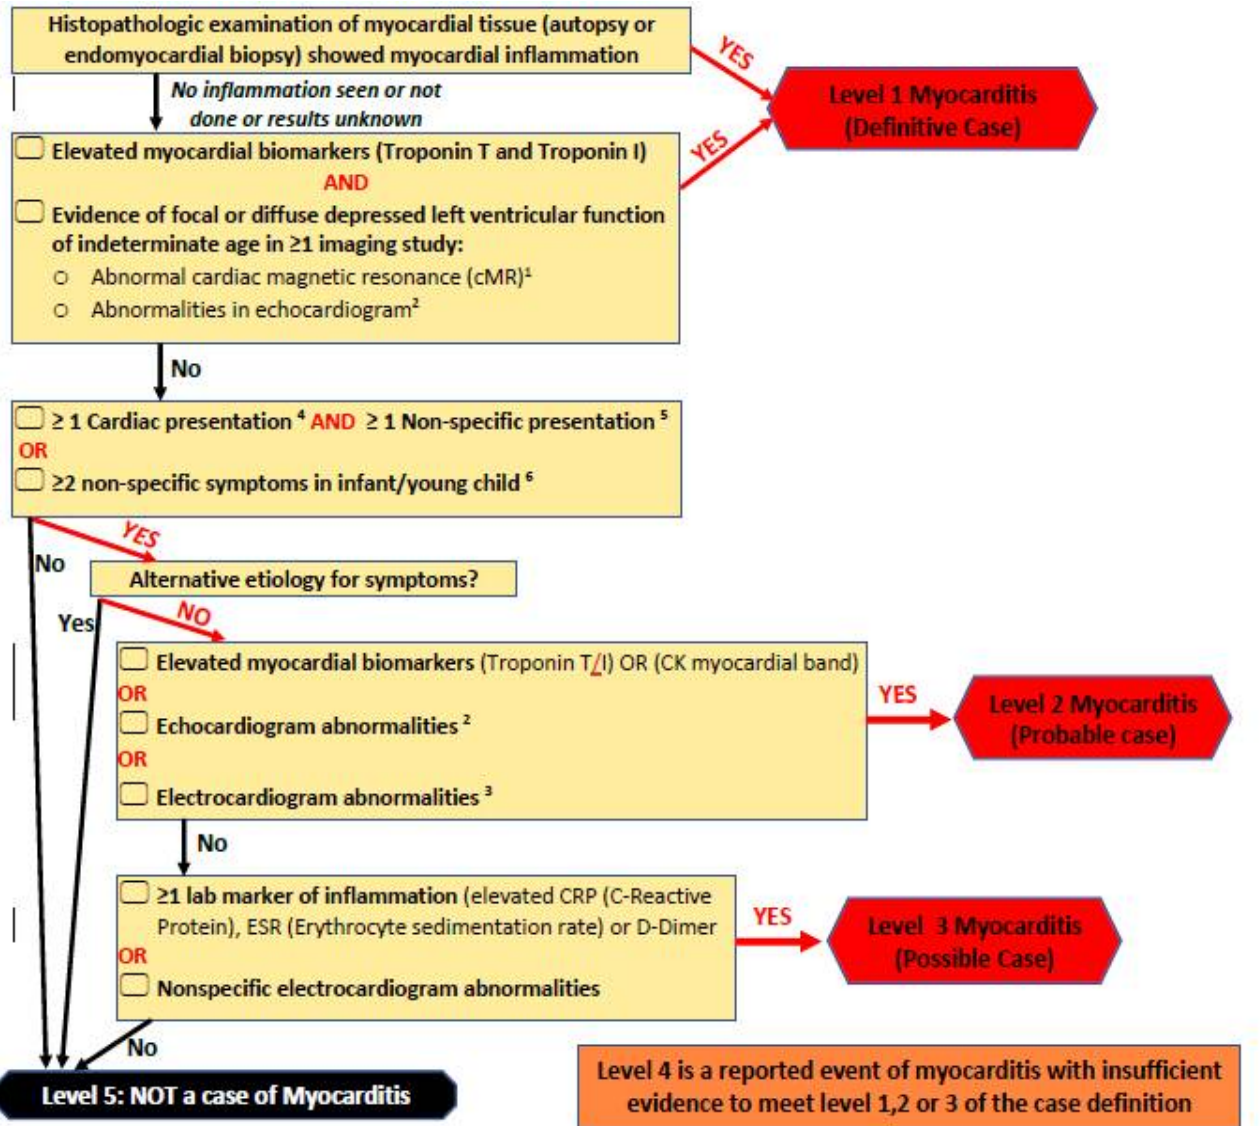 Histopathologic examination of myocardial tissue (autopsy or
endomyocardial biopsy) showed myocardial inflammation
YES
Level 1 Myocarditis
(Definitive Case)
No inflammation seen or not
done or results unknown
YES
Elevated myocardial biomarkers (Troponin T and Troponin I)
AND
Evidence of focal or diffuse depressed left ventricular function
of indeterminate age in ≥1 imaging study:
o Abnormal cardiac magnetic resonance (cMR)¹
o Abnormalities in echocardiogram²
No
≥ 1 Cardiac presentation ⁴ AND ≥ 1 Non-specific presentation ⁵
OR
≥2 non-specific symptoms in infant/young child ⁶
YES
No
Alternative etiology for symptoms?
Yes
NO
Elevated myocardial biomarkers (Troponin T/I) OR (CK myocardial band)
OR
Echocardiogram abnormalities ²
OR
Electrocardiogram abnormalities ³
YES
Level 2 Myocarditis
(Probable case)
No
≥1 lab marker of inflammation (elevated CRP (C-Reactive
Protein), ESR (Erythrocyte sedimentation rate) or D-Dimer
OR
Nonspecific electrocardiogram abnormalities
YES
Level 3 Myocarditis
(Possible Case)
No
Level 5: NOT a case of Myocarditis
Level 4 is a reported event of myocarditis with insufficient
evidence to meet level 1,2 or 3 of the case definition